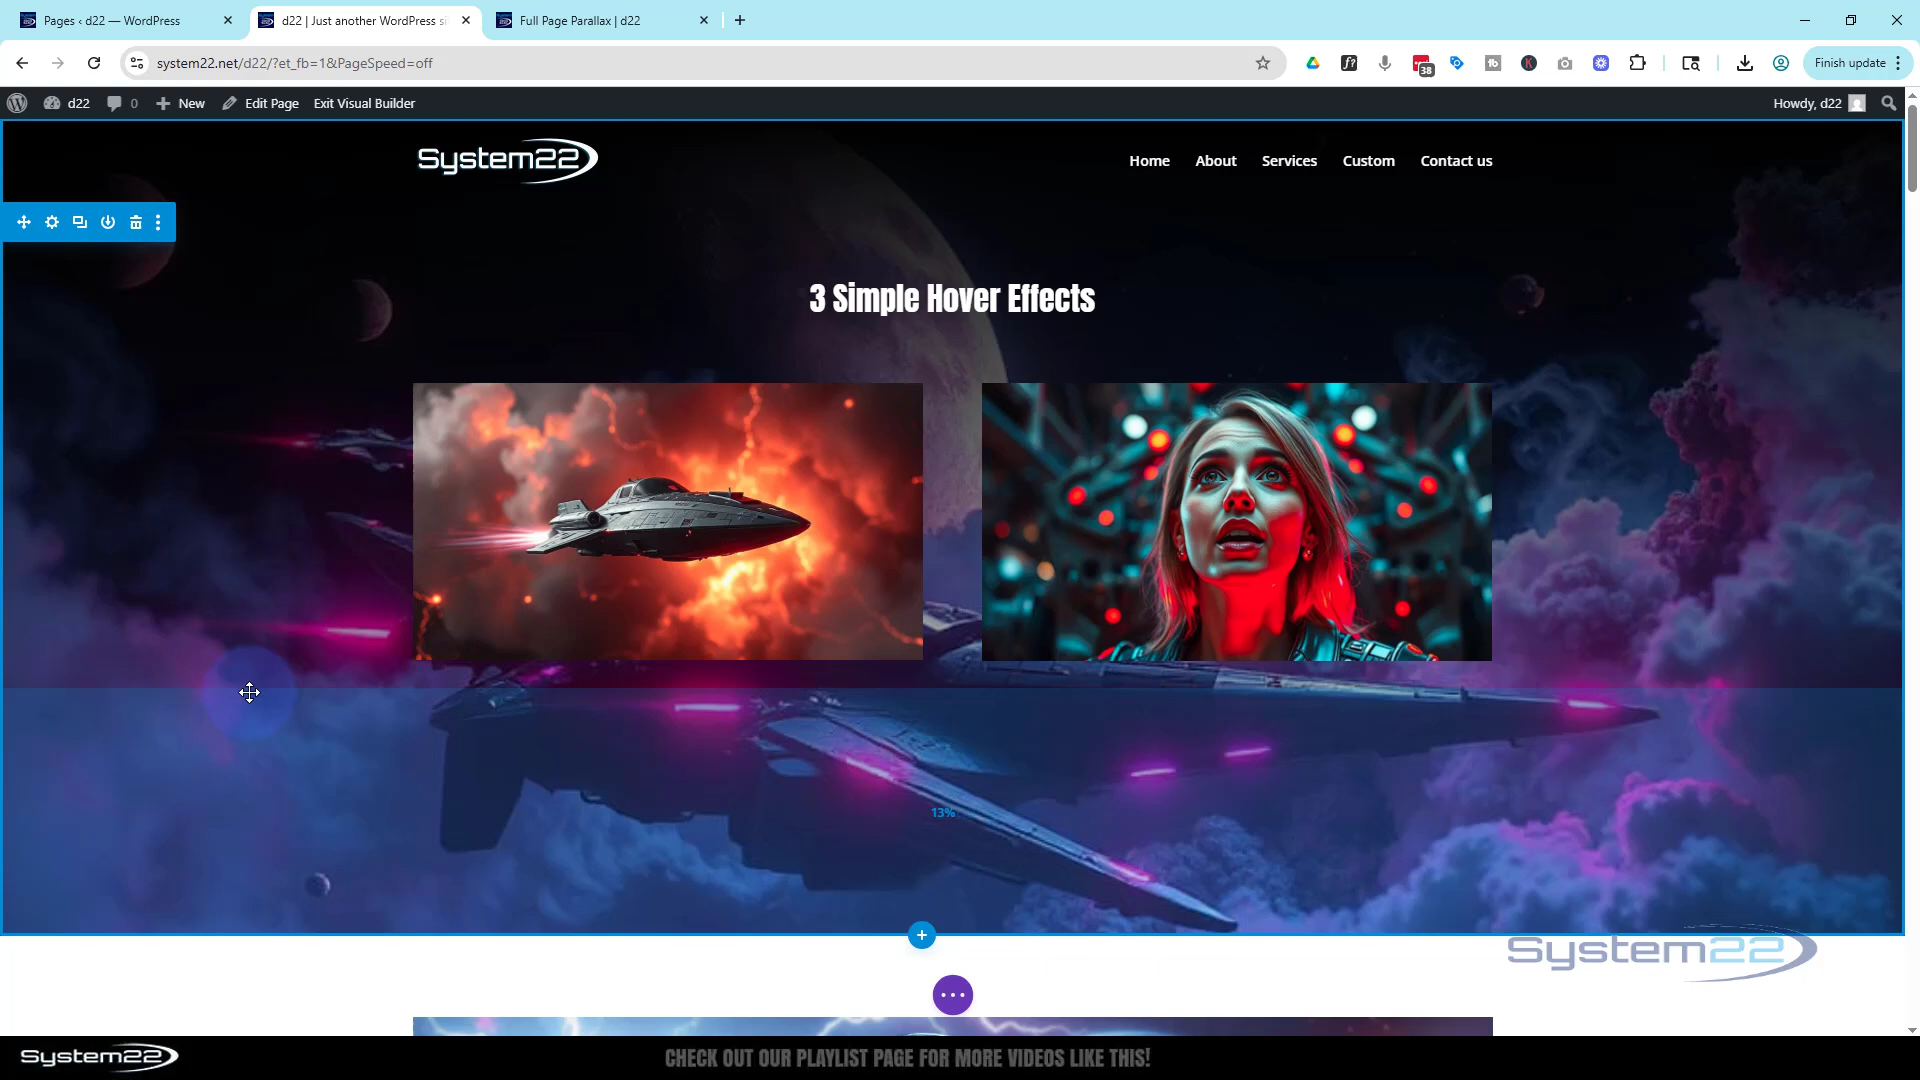 Pages ‹ d22 — WordPress
d22 | Just another WordPress si
Full Page Parallax | d22
system22.net/d22/?et_fb=1&PageSpeed=off
38
Finish update
d22
0
New
Edit Page
Exit Visual Builder
Howdy, d22
System22
Home
About
Services
Custom
Contact us
3 Simple Hover Effects
13%
System22
System22
CHECK OUT OUR PLAYLIST PAGE FOR MORE VIDEOS LIKE THIS!